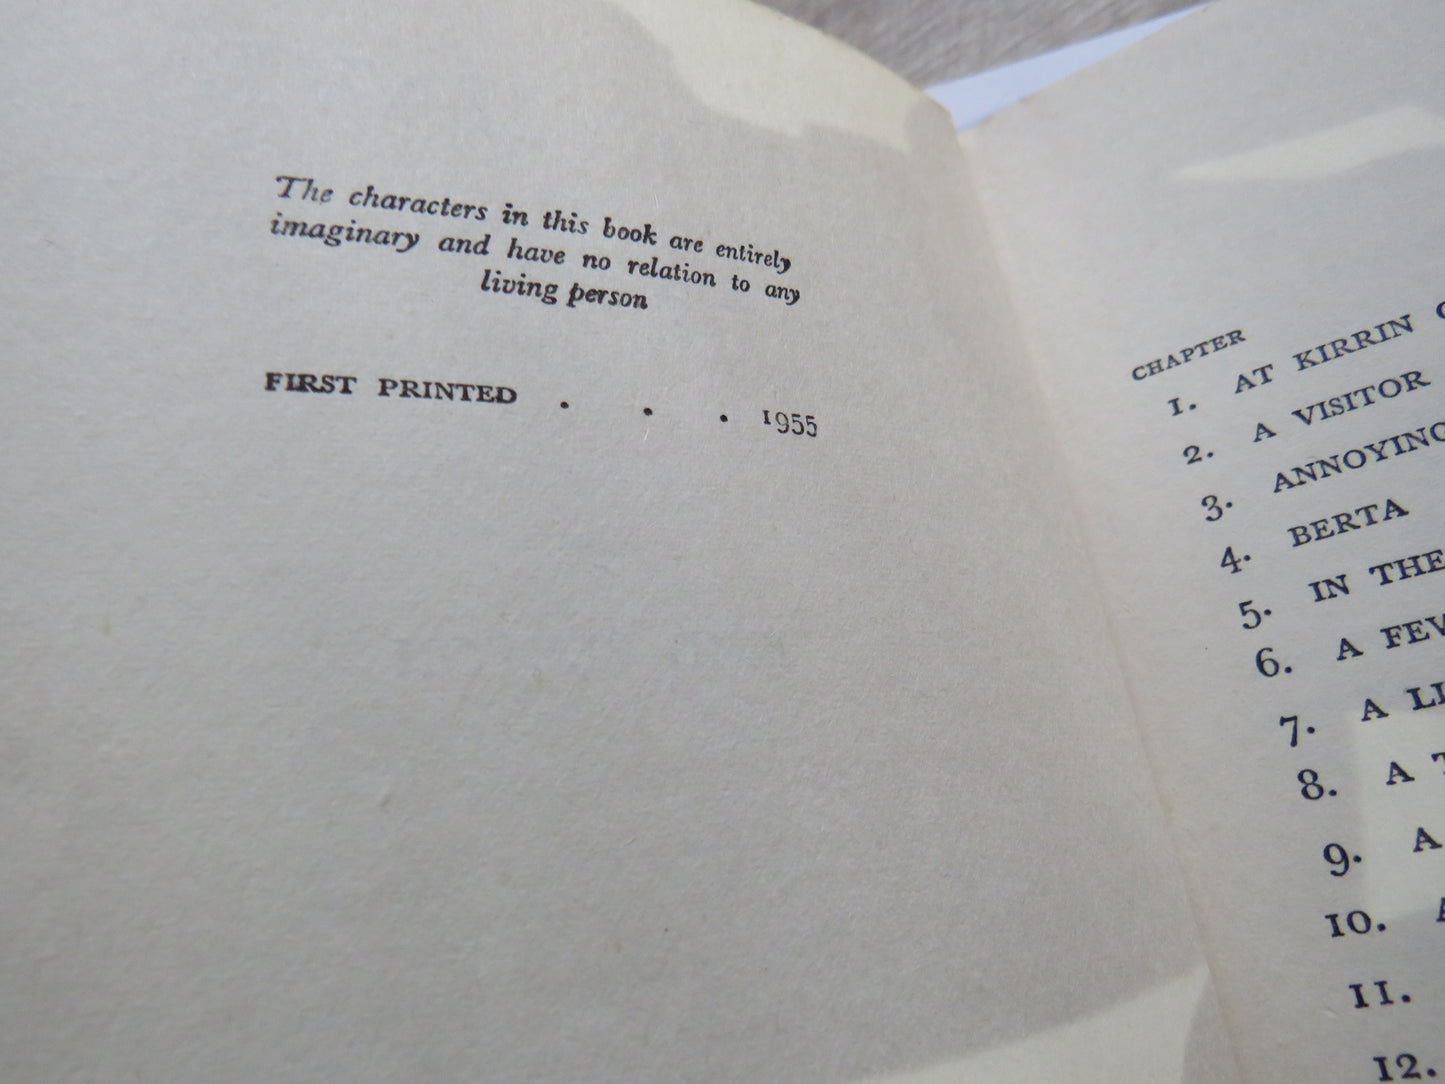 The characters in this book are entirely
imaginary and have no relation to any
living person
FIRST PRINTED . . . 1955
CHAPTER
1. AT KIRRIN
2. A VISITOR
3. ANNOYING
4. BERTA
5. IN THE
6. A FEW
7. A
8. A
9. A
10.
11.
12.